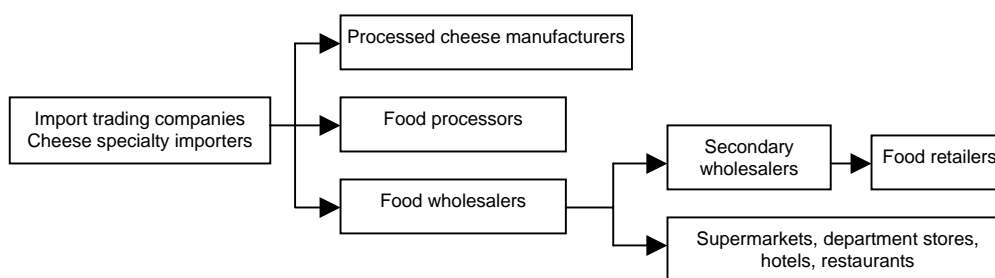 Processed cheese manufacturers
Import trading companies
Cheese specialty importers
Food processors
Food wholesalers
Secondary
wholesalers
Food retailers
Supermarkets, department stores,
hotels, restaurants